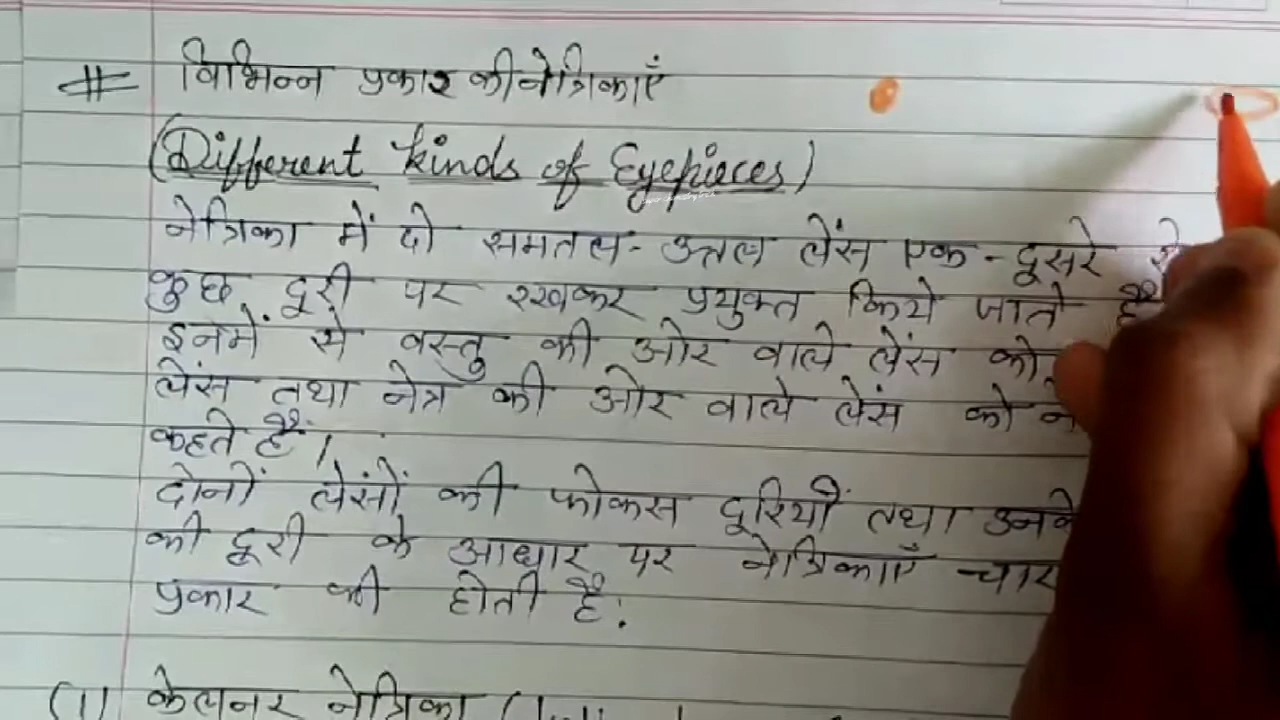 # विभिन्न प्रकार की नेत्रिकाएँ
(Different kinds of Eyepieces)
नेत्रिका में दो समतल-उत्तल लेंस एक-दूसरे
कुछ दूरी पर रखकर प्रयुक्त किये जाते
इनमें से वस्तु की ओर वाले लेंस को
लेंस तथा नेत्र की ओर वाले लेंस को
कहते हैं।
दोनों लेंसों की फोकस दूरियों तथा
की दूरी के आधार पर नेत्रिकाएँ चार
प्रकार की होती है:
(1) केलनर नेत्रिका (